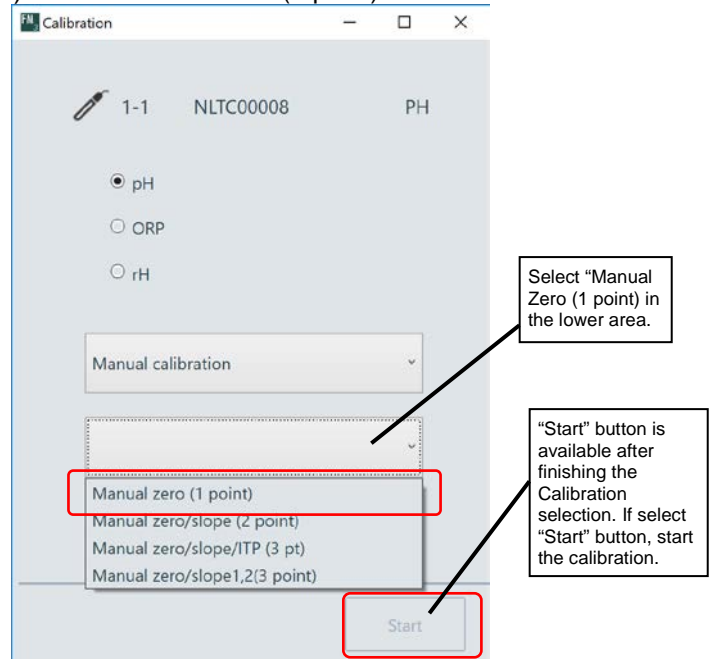 Calibration
1-1 NLTC00008 PH
pH
ORP
rH
Select “Manual
Zero (1 point) in
the lower area.
Manual calibration
“Start” button is
available after
finishing the
Calibration
selection. If select
“Start” button, start
the calibration.
Manual zero (1 point)
Manual zero/slope (2 point)
Manual zero/slope/ITP (3 pt)
Manual zero/slope1,2(3 point)
Start